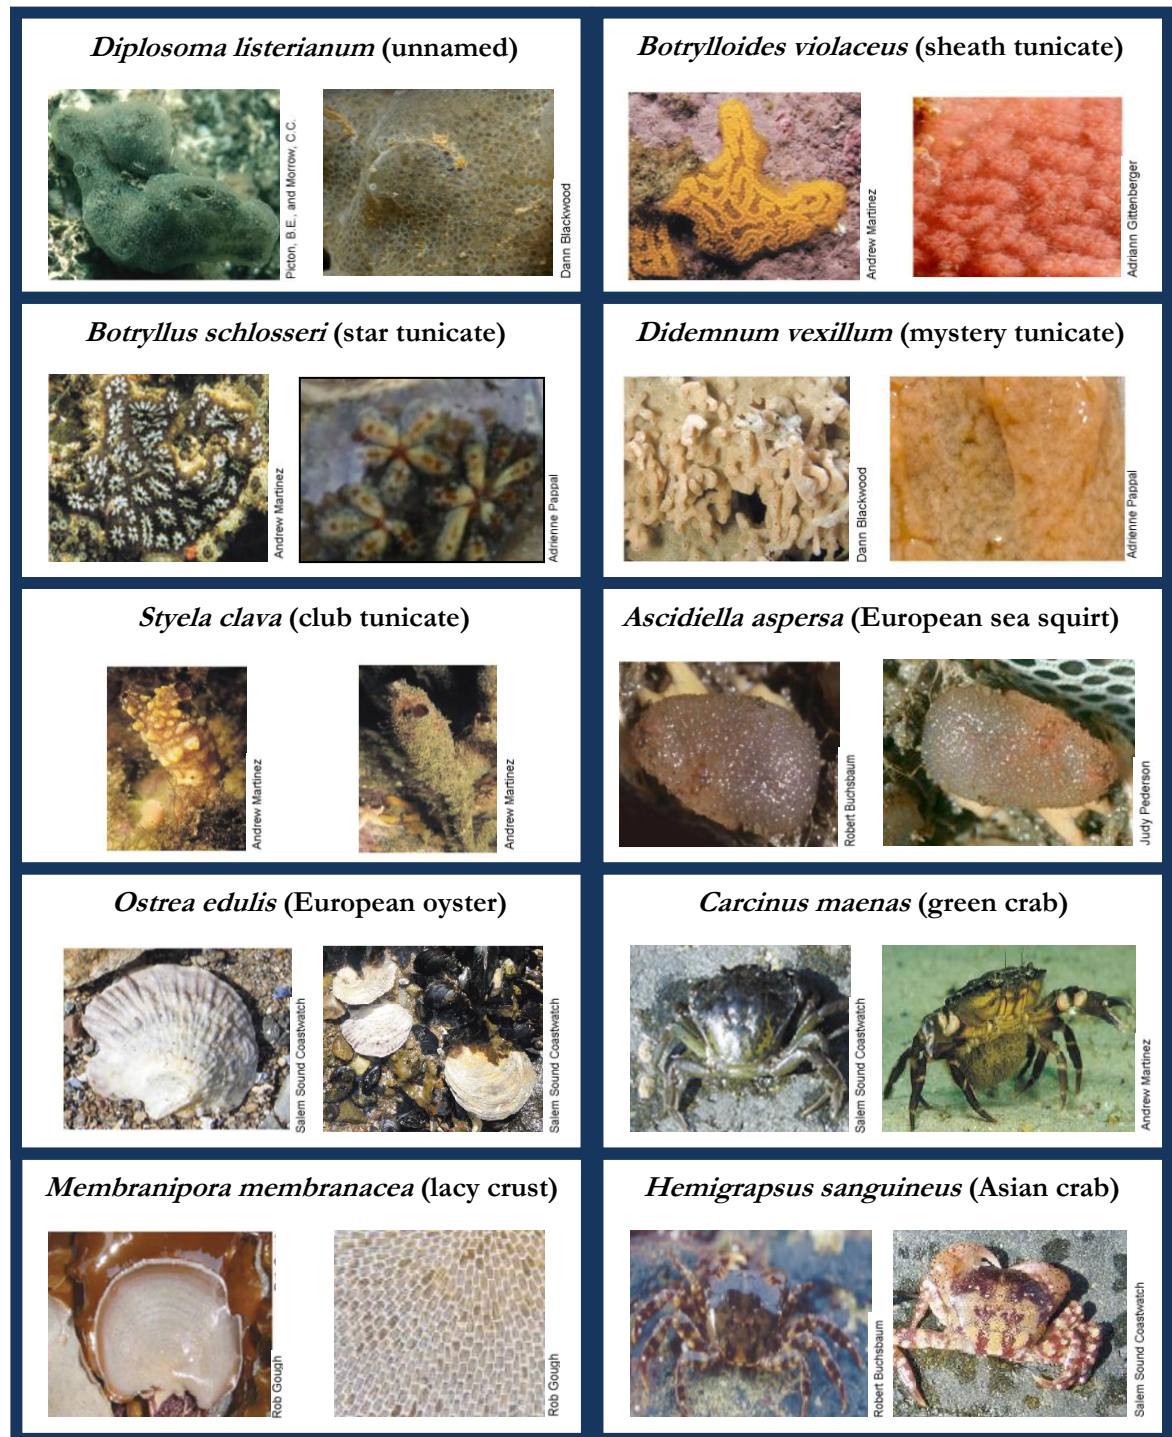 Diplosoma listerianum (unnamed)
Picton, B.E., and Morrow, C.C.
Dann Blackwood
Botrylloides violaceus (sheath tunicate)
Andrew Martinez
Adriann Gittenberger
Botryllus schlosseri (star tunicate)
Andrew Martinez
Adrienne Pappal
Didemnum vexillum (mystery tunicate)
Dann Blackwood
Adrienne Pappal
Styela clava (club tunicate)
Andrew Martinez
Andrew Martinez
Ascidiella aspersa (European sea squirt)
Robert Buchsbaum
Judy Pederson
Ostrea edulis (European oyster)
Salem Sound Coastwatch
Salem Sound Coastwatch
Carcinus maenas (green crab)
Salem Sound Coastwatch
Andrew Martinez
Membranipora membranacea (lacy crust)
Rob Gough
Rob Gough
Hemigrapsus sanguineus (Asian crab)
Robert Buchsbaum
Salem Sound Coastwatch